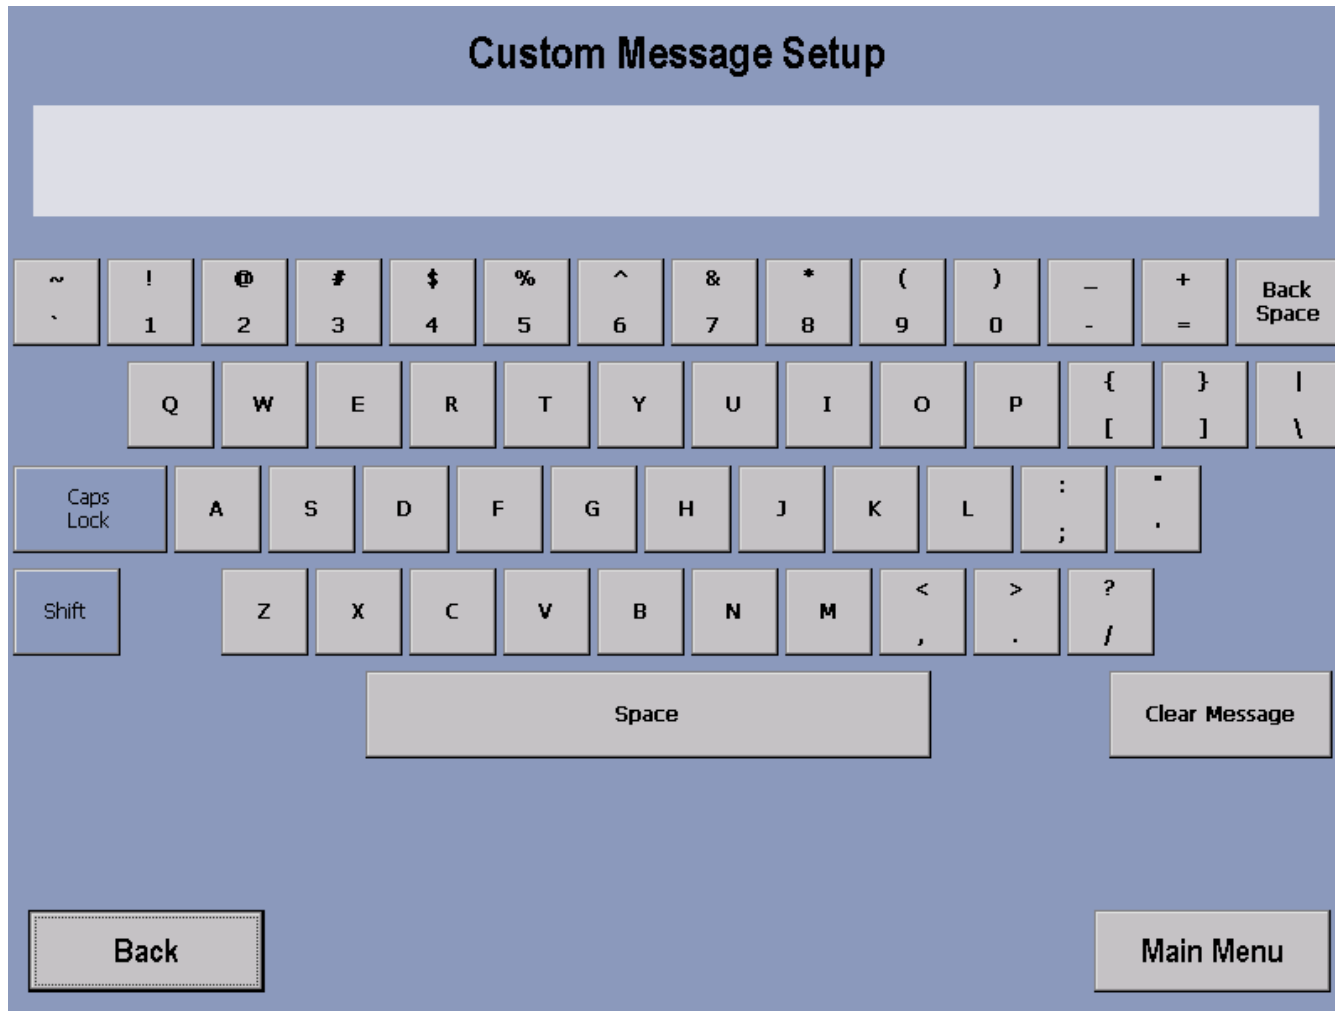 Custom Message Setup
~ ! @ # $ % ^ & * ( ) _ + Back
` 1 2 3 4 5 6 7 8 9 0 - = Space
Q W E R T Y U I O P { } |
[ ] \
Caps
Lock A S D F G H J K L : "
; '
Shift Z X C V B N M < > ?
, . /
Space Clear Message
Back Main Menu